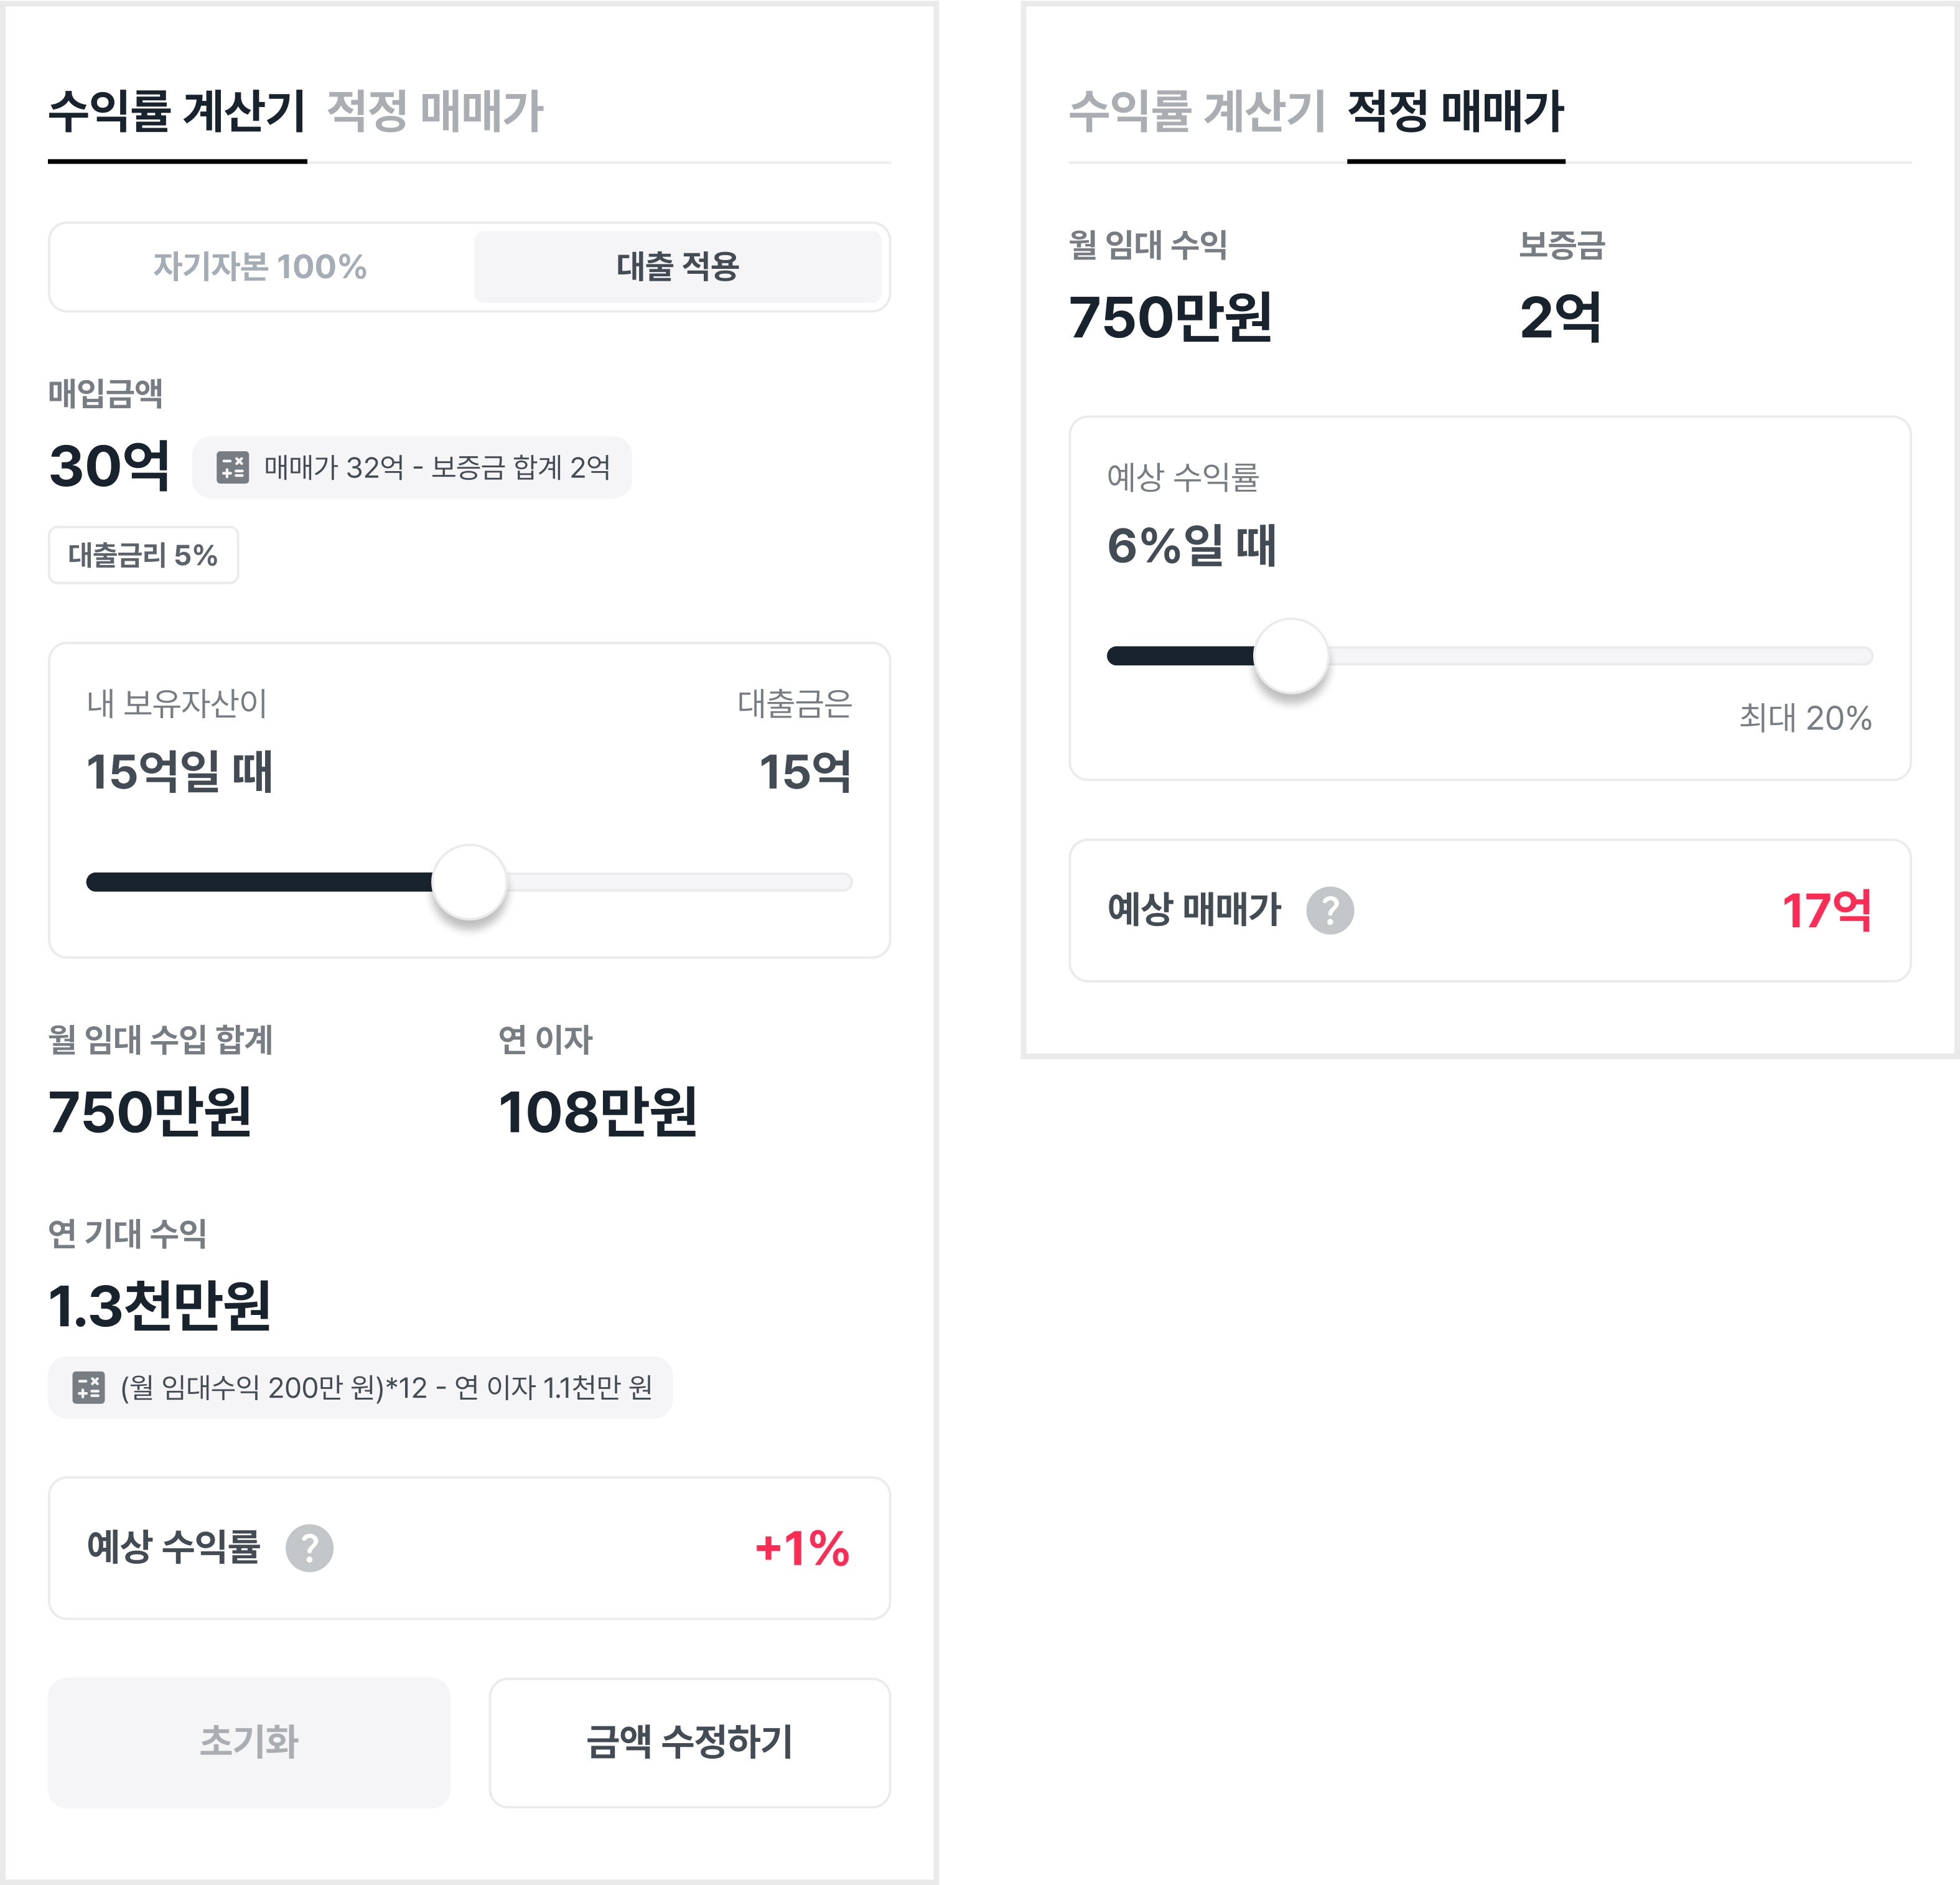 수익률 계산기 적정 매매가
자기자본 100% 대출 적용
매입금액
30억 매매가 32억 - 보증금 합계 2억
대출금리 5%
내 보유자산이 대출금은
15억일 때 15억
월 임대 수입 합계 연 이자
750만원 108만원
연 기대 수익
1.3천만원
(월 임대수익 200만 원)*12 - 연 이자 1.1천만 원
예상 수익률 ? +1%
초기화 금액 수정하기
수익률 계산기 적정 매매가
월 임대 수익 보증금
750만원 2억
예상 수익률
6%일 때
최대 20%
예상 매매가 ? 17억